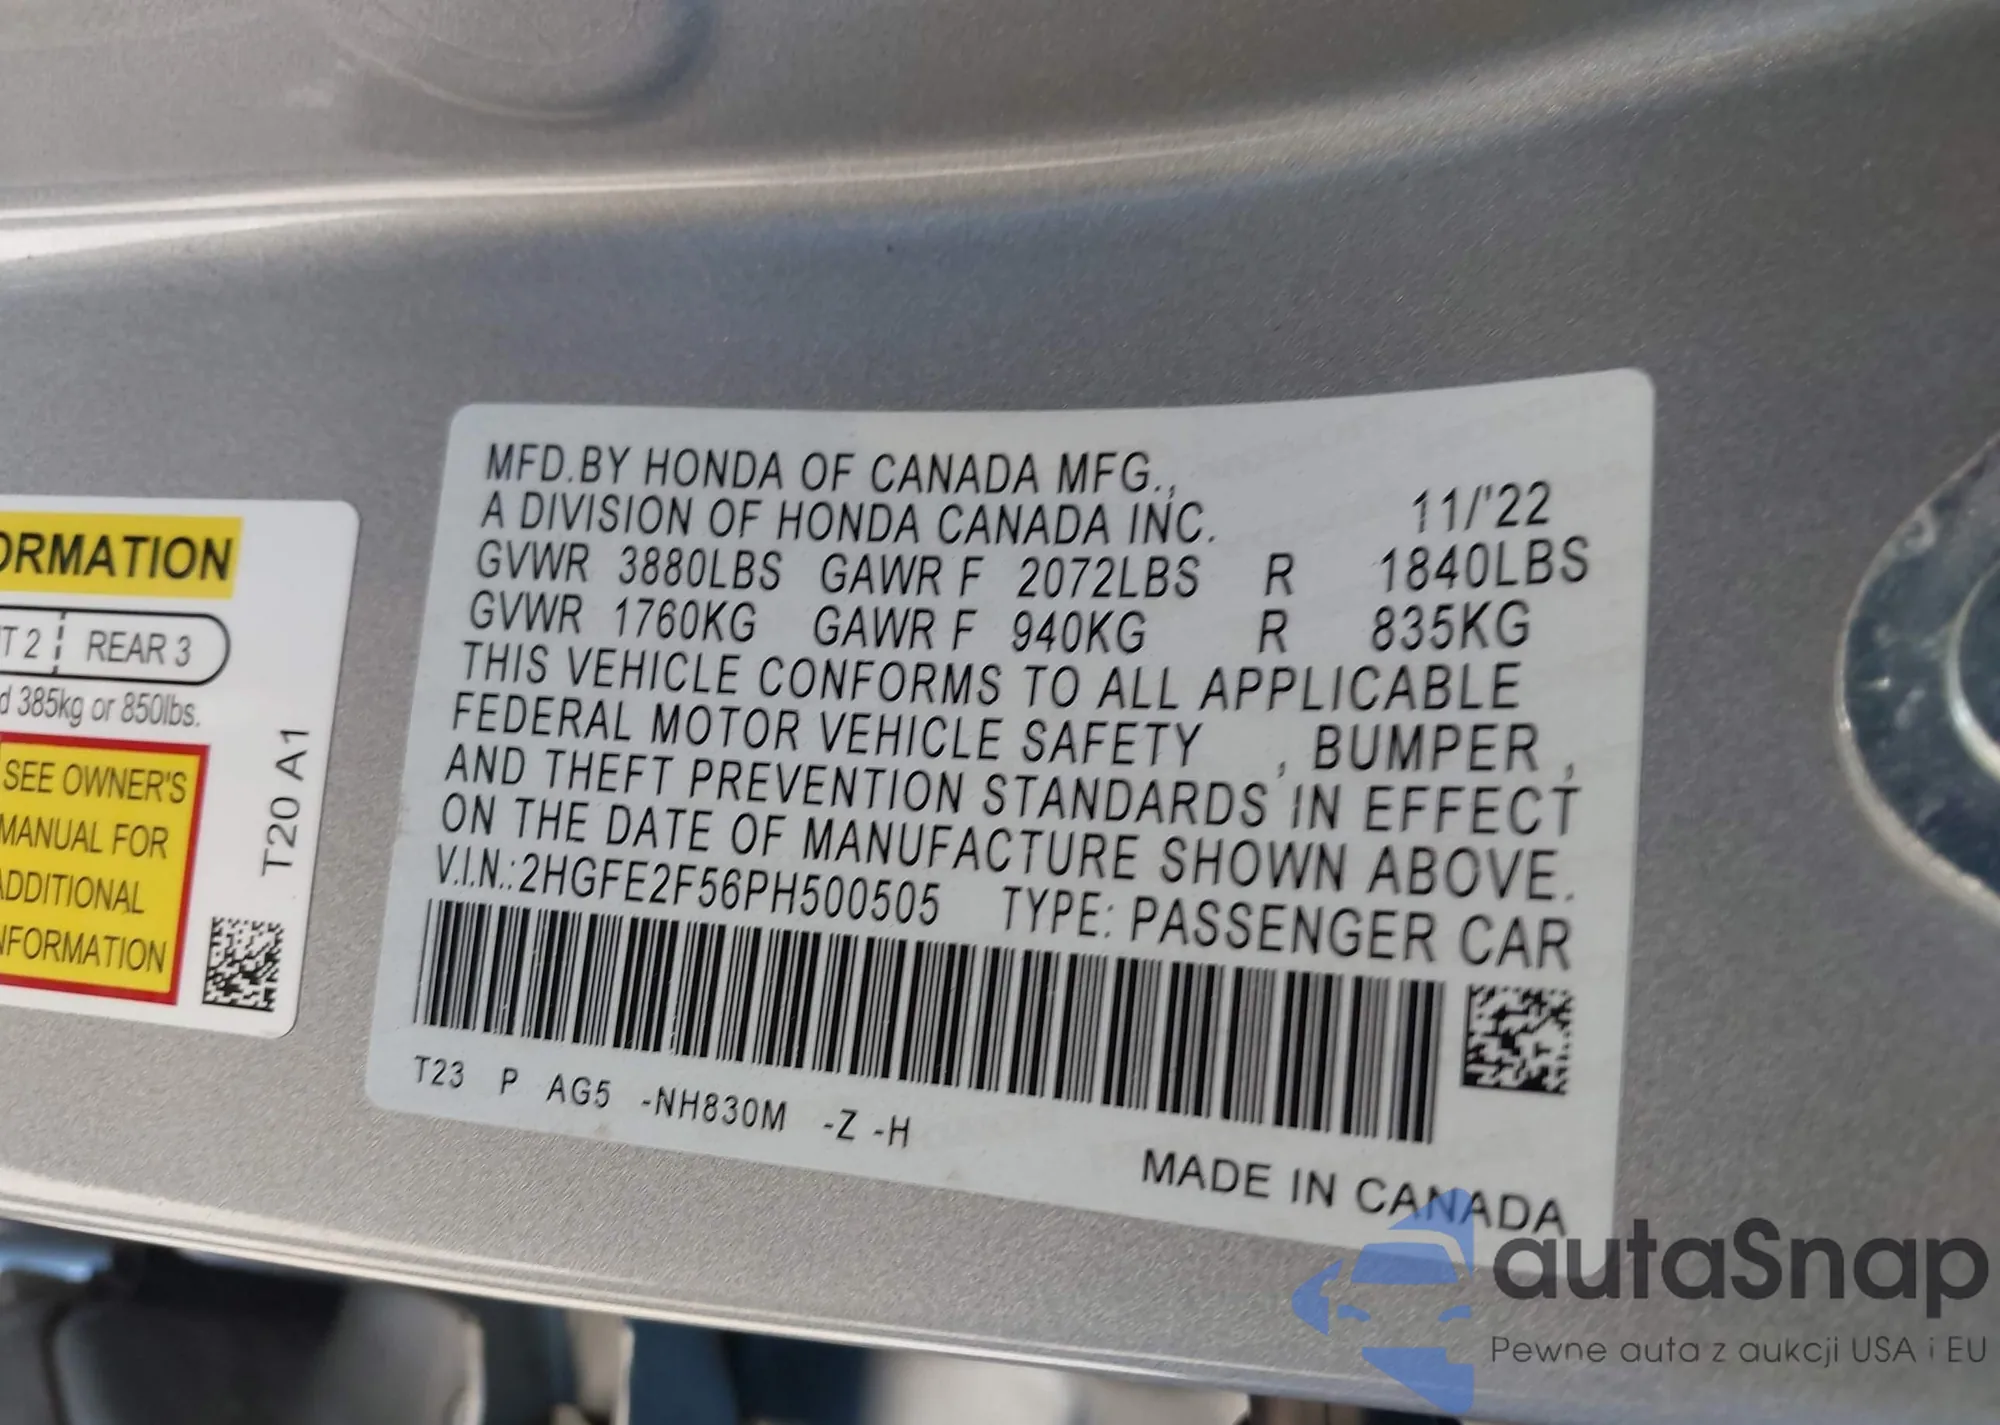 ORMATION
T 2 REAR 3
d 385kg or 850lbs.
SEE OWNER'S
MANUAL FOR
ADDITIONAL
NFORMATION
T20 A1
MFD.BY HONDA OF CANADA MFG.,
A DIVISION OF HONDA CANADA INC. 11/'22
GVWR 3880LBS GAWR F 2072LBS R 1840LBS
GVWR 1760KG GAWR F 940KG R 835KG
THIS VEHICLE CONFORMS TO ALL APPLICABLE
FEDERAL MOTOR VEHICLE SAFETY , BUMPER ,
AND THEFT PREVENTION STANDARDS IN EFFECT
ON THE DATE OF MANUFACTURE SHOWN ABOVE.
V.I.N.:2HGFE2F56PH500505 TYPE: PASSENGER CAR
T23 P AG5 -NH830M -Z -H
MADE IN CANADA
autaSnap
Pewne auta z aukcji USA i EU